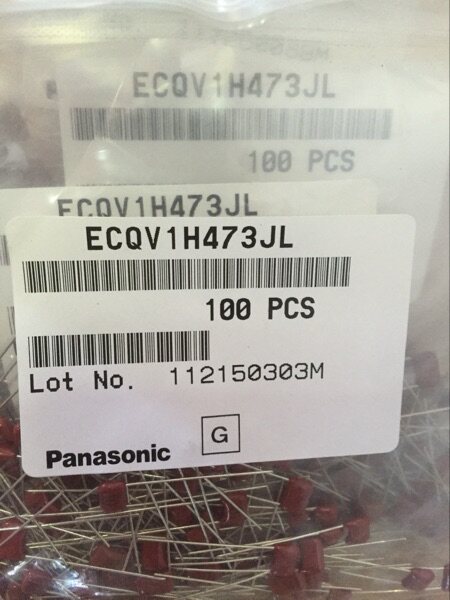 ECQV1H473JL
100 PCS
ECQV1H473JL
ECQV1H473JL
100 PCS
Lot No. 112150303M
G
Panasonic